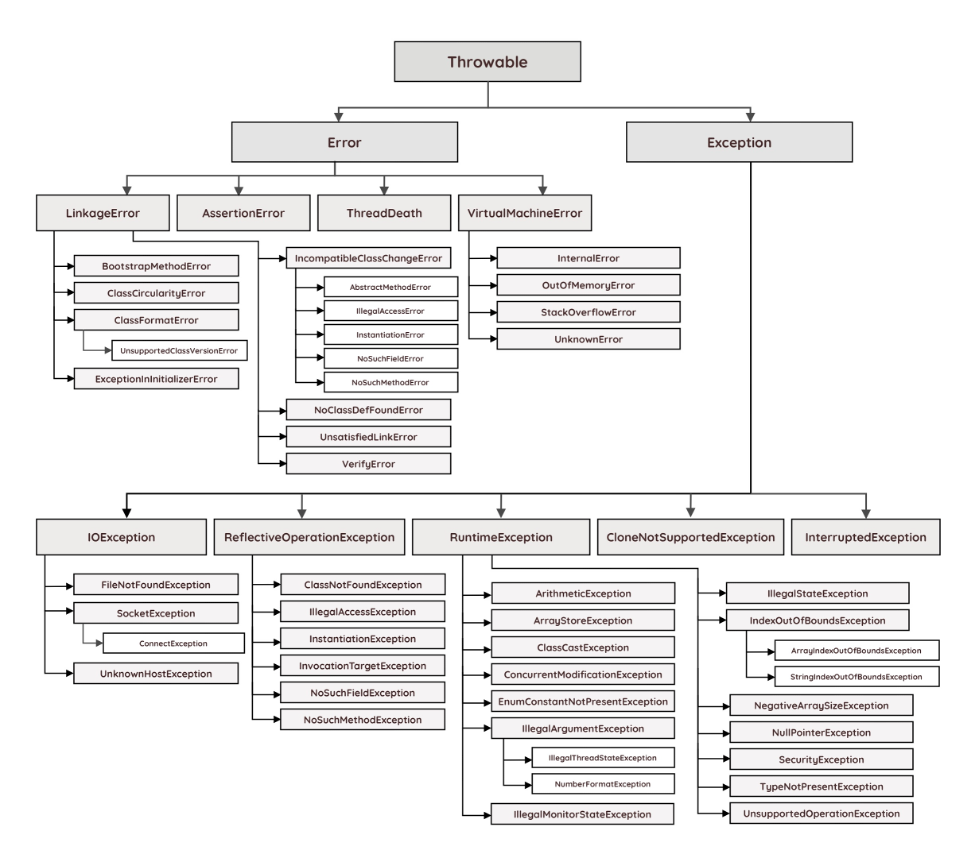 Throwable
Error
Exception
LinkageError
AssertionError
ThreadDeath
VirtualMachineError
BootstrapMethodError
ClassCircularityError
ClassFormatError
UnsupportedClassVersionError
ExceptionInInitializerError
IncompatibleClassChangeError
AbstractMethodError
IllegalAccessError
InstantiationError
NoSuchFieldError
NoSuchMethodError
NoClassDefFoundError
UnsatisfiedLinkError
VerifyError
InternalError
OutOfMemoryError
StackOverflowError
UnknownError
IOException
ReflectiveOperationException
RuntimeException
CloneNotSupportedException
InterruptedException
FileNotFoundException
SocketException
ConnectException
UnknownHostException
ClassNotFoundException
IllegalAccessException
InstantiationException
InvocationTargetException
NoSuchFieldException
NoSuchMethodException
ArithmeticException
ArrayStoreException
ClassCastException
ConcurrentModificationException
EnumConstantNotPresentException
IllegalArgumentException
IllegalThreadStateException
NumberFormatException
IllegalMonitorStateException
IllegalStateException
IndexOutOfBoundsException
ArrayIndexOutOfBoundsException
StringIndexOutOfBoundsException
NegativeArraySizeException
NullPointerException
SecurityException
TypeNotPresentException
UnsupportedOperationException